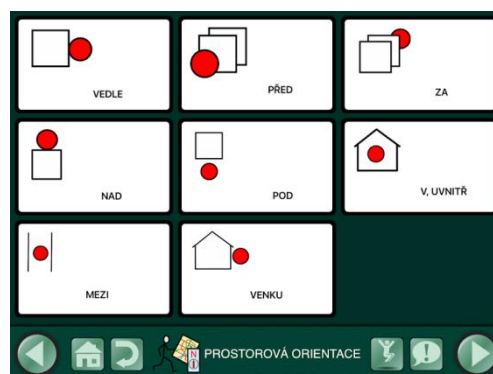 VEDLE
PŘED
ZA
NAD
POD
V, UVNITŘ
MEZI
VENKU
N
PROSTOROVÁ ORIENTACE
!